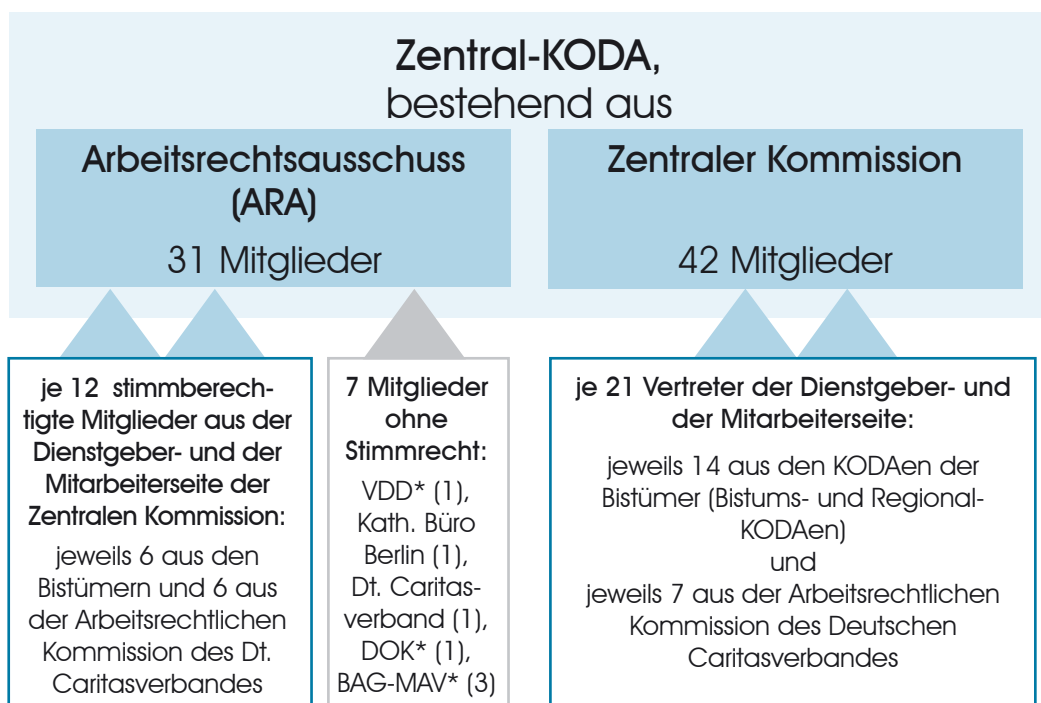 Zentral-KODA,
bestehend aus
Arbeitsrechtsausschuss
(ARA)
31 Mitglieder
Zentraler Kommission
42 Mitglieder
je 12 stimmberech-
tigte Mitglieder aus der
Dienstgeber- und der
Mitarbeiterseite der
Zentralen Kommission:
jeweils 6 aus den
Bistümern und 6 aus
der Arbeitsrechtlichen
Kommission des Dt.
Caritasverbandes
7 Mitglieder
ohne
Stimmrecht:
VDD* (1),
Kath. Büro
Berlin (1),
Dt. Caritas-
verband (1),
DOK* (1),
BAG-MAV* (3)
je 21 Vertreter der Dienstgeber- und
der Mitarbeiterseite:
jeweils 14 aus den KODAen der
Bistümer (Bistums- und Regional-
KODAen)
und
jeweils 7 aus der Arbeitsrechtlichen
Kommission des Deutschen
Caritasverbandes